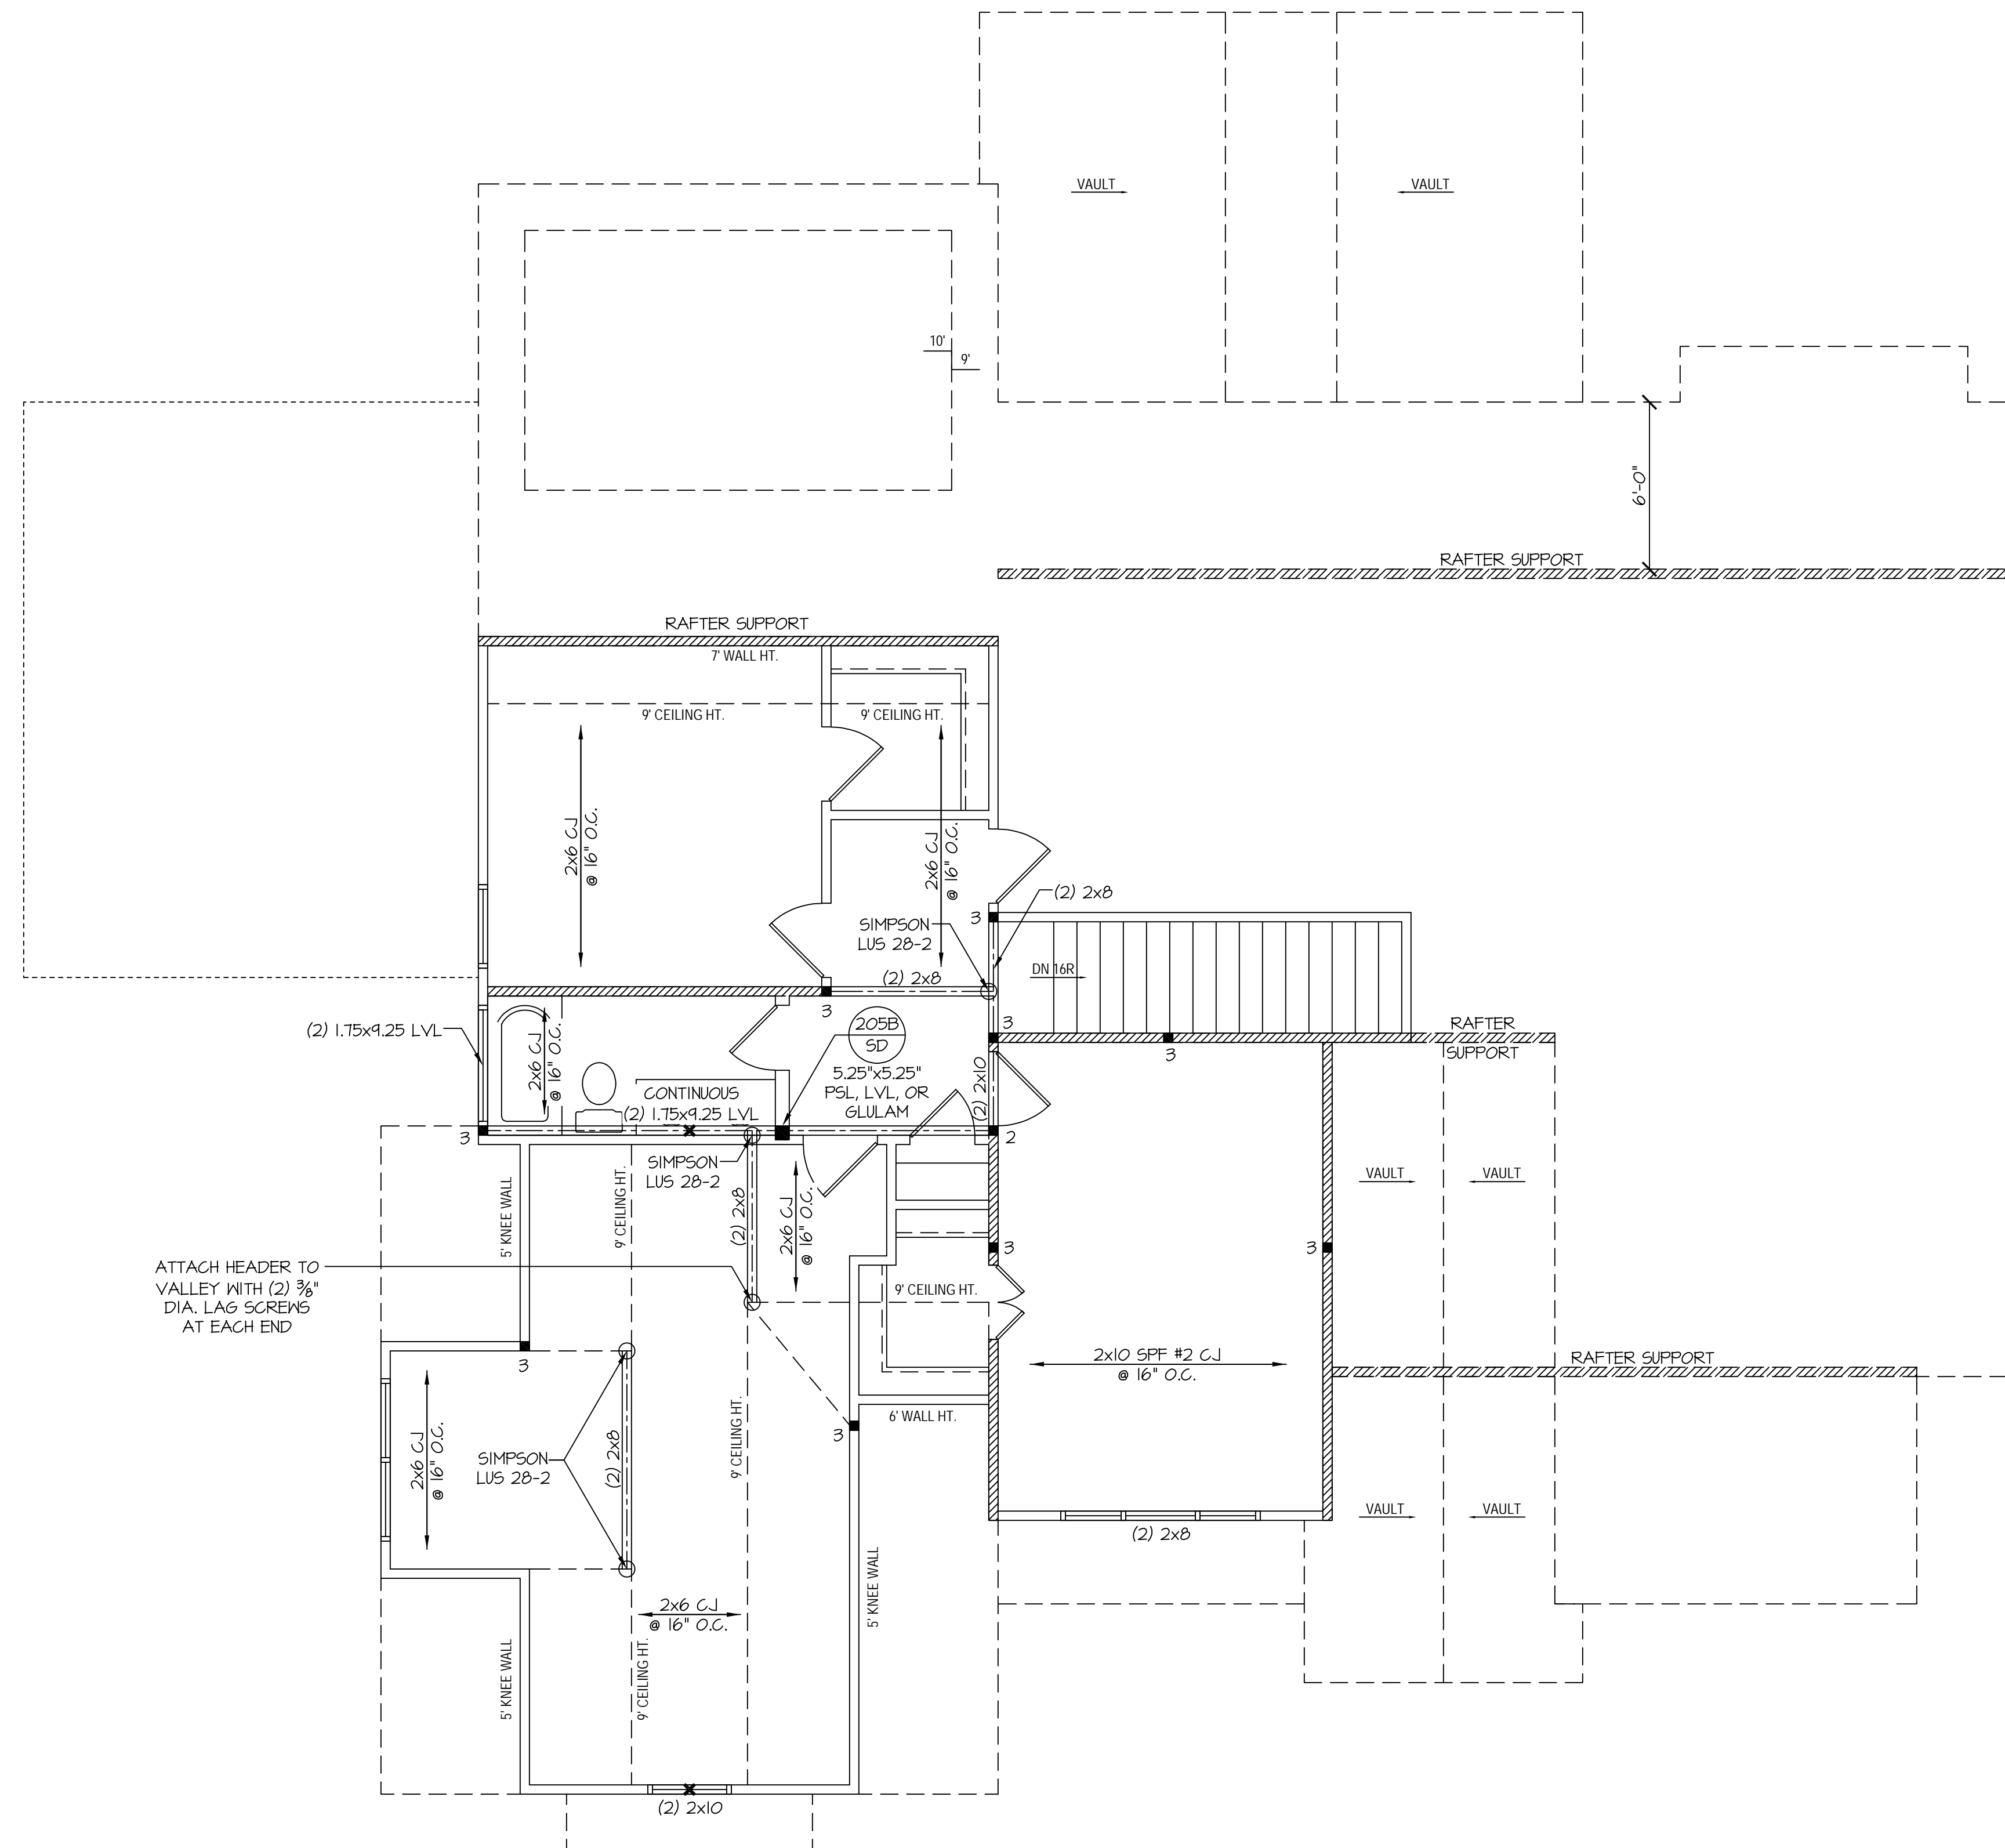 VAULT
VAULT
10'
9'
6'-0"
RAFTER SUPPORT
RAFTER SUPPORT
7' WALL HT.
9' CEILING HT.
9' CEILING HT.
2x6 CJ
@ 16" O.C.
2x6 CJ
@ 16" O.C.
(2) 2x8
3
SIMPSON
LUS 28-2
DN 16R
(2) 2x8
3
3
205B
SD
5.25"x5.25"
PSL, LVL, OR
GLULAM
(2) 1.75x9.25 LVL
2x6 CJ
@ 16" O.C.
CONTINUOUS
(2) 1.75x9.25 LVL
(2) 2x10
3
RAFTER
SUPPORT
3
2
SIMPSON
LUS 28-2
VAULT
VAULT
5' KNEE WALL
9' CEILING HT.
(2) 2x8
2x6 CJ
@ 16" O.C.
3
3
ATTACH HEADER TO
VALLEY WITH (2) 3/8"
DIA. LAG SCREWS
AT EACH END
9' CEILING HT.
3
2x10 SPF #2 CJ
@ 16" O.C.
RAFTER SUPPORT
6' WALL HT.
3
9' CEILING HT.
2x6 CJ
@ 16" O.C.
SIMPSON
LUS 28-2
(2) 2x8
VAULT
VAULT
(2) 2x8
5' KNEE WALL
2x6 CJ
@ 16" O.C.
5' KNEE WALL
9' CEILING HT.
(2) 2x10